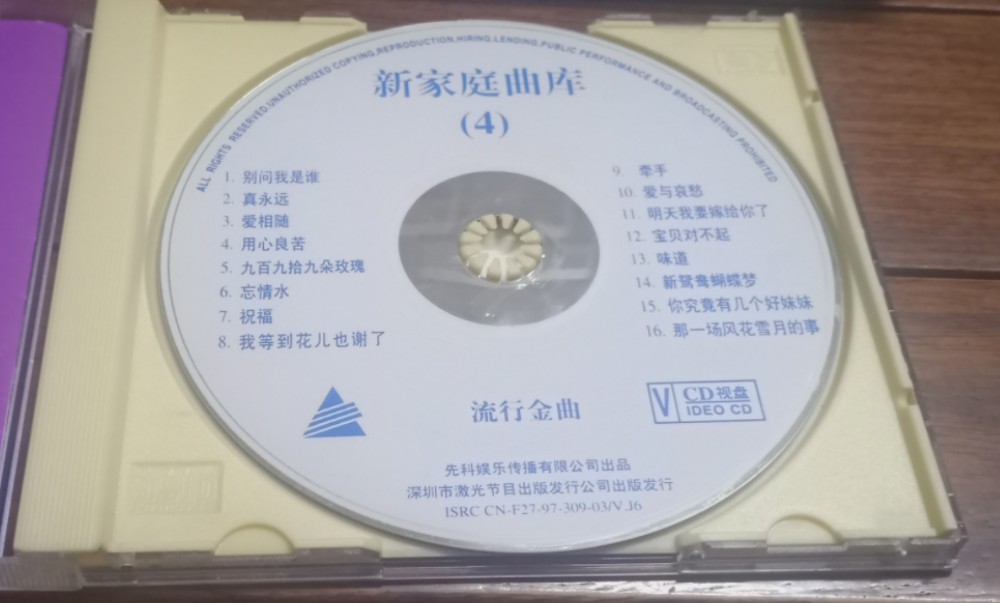 ALL RIGHTS RESERVED.UNAUTHORIZED COPYING,REPRODUCTION,HIRING,LENDING,PUBLIC PERFORMANCE AND BROADCASTING PROHIBITED
新家庭曲库
(4)
1. 别问我是谁
2. 真永远
3. 爱相随
4. 用心良苦
5. 九百九拾九朵玫瑰
6. 忘情水
7. 祝福
8. 我等到花儿也谢了
9. 牵手
10. 爱与哀愁
11. 明天我要嫁给你了
12. 宝贝对不起
13. 味道
14. 新鸳鸯蝴蝶梦
15. 你究竟有几个好妹妹
16. 那一场风花雪月的事
流行金曲
V CD视盘
IDEO CD
先科娱乐传播有限公司出品
深圳市激光节目出版发行公司出版发行
ISRC CN-F27-97-309-03/V.J6